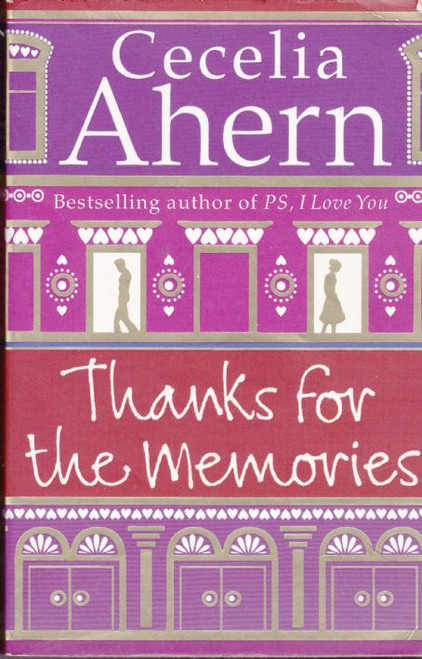 Cecelia
Ahern
Bestselling author of PS, I Love You
Thanks for
the Memories